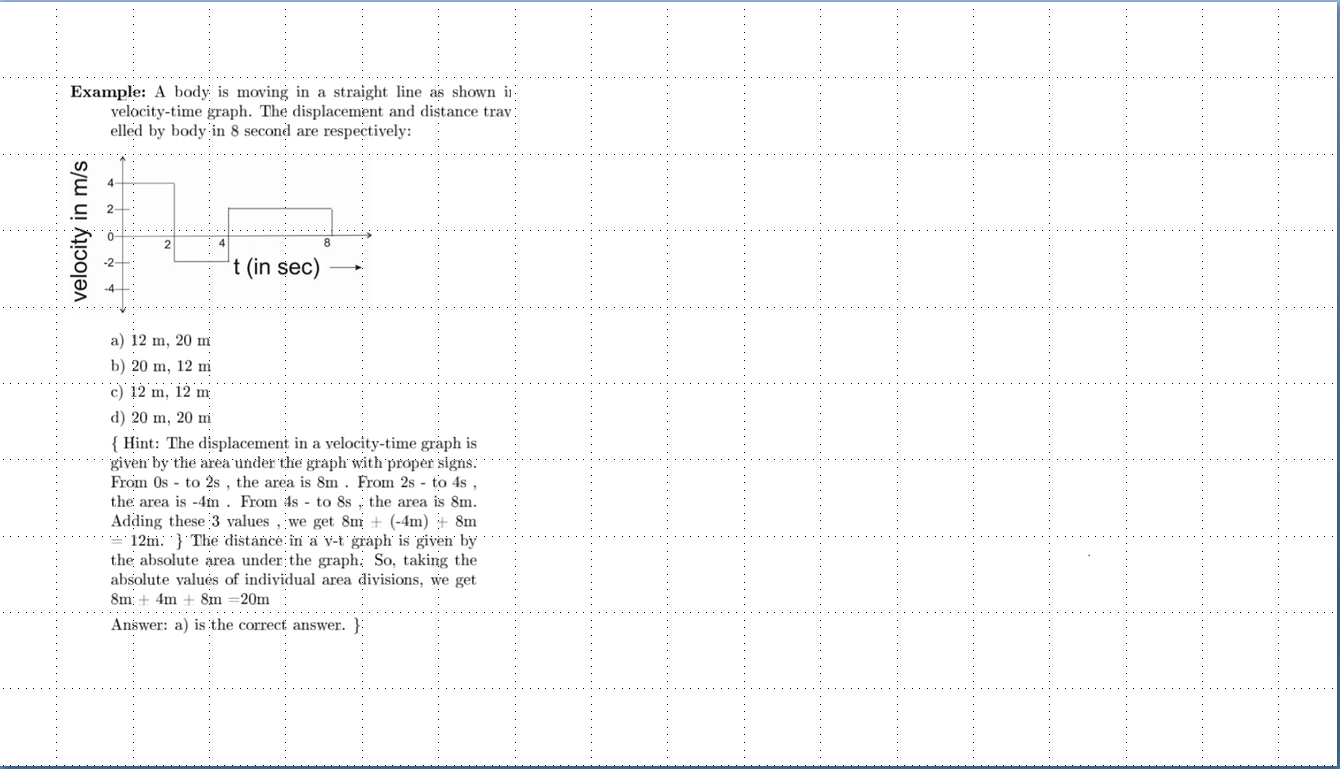 Example: A body is moving in a straight line as shown in
velocity-time graph. The displacement and distance trav
elled by body in 8 second are respectively:
velocity in m/s
4
2
0
-2
-4
2
4
8
t (in sec)
a) 12 m, 20 m
b) 20 m, 12 m
c) 12 m, 12 m
d) 20 m, 20 m
{ Hint: The displacement in a velocity-time graph is
given by the area under the graph with proper signs.
From 0s - to 2s , the area is 8m . From 2s - to 4s ,
the area is -4m . From 4s - to 8s , the area is 8m.
Adding these 3 values , we get 8m + (-4m) + 8m
= 12m. } The distance in a v-t graph is given by
the absolute area under the graph. So, taking the
absolute values of individual area divisions, we get
8m + 4m + 8m =20m
Answer: a) is the correct answer. }